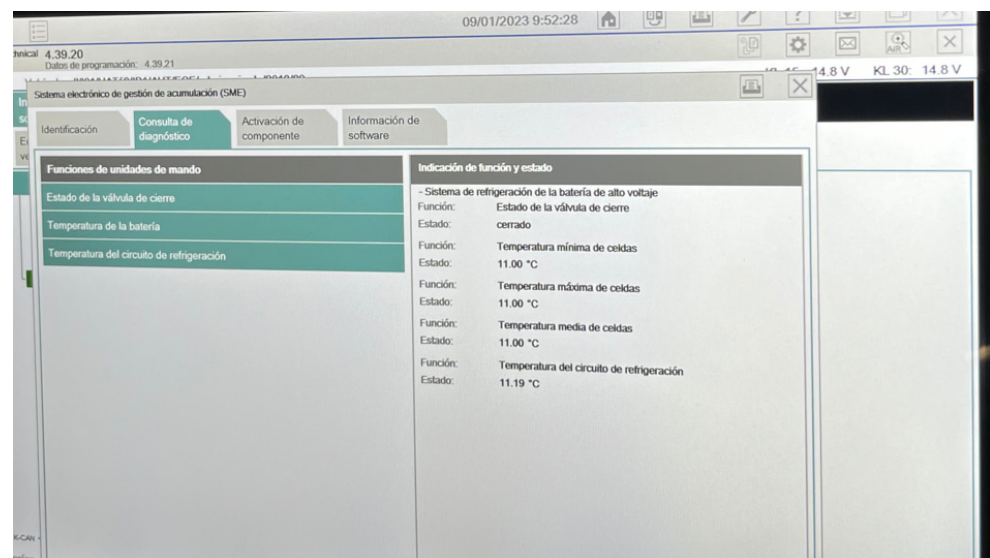 09/01/2023 9:52:28
4.39.20
Datos de programación: 4.39.21
14.8 V KL 30: 14.8 V
Sistema electrónico de gestión de acumulación (SME)
Identificación
Consulta de
diagnóstico
Activación de
componente
Información de
software
Funciones de unidades de mando
Estado de la válvula de cierre
Temperatura de la batería
Temperatura del circuito de refrigeración
Indicación de función y estado
- Sistema de refrigeración de la batería de alto voltaje
Función: Estado de la válvula de cierre
Estado: cerrado
Función: Temperatura mínima de celdas
Estado: 11.00 °C
Función: Temperatura máxima de celdas
Estado: 11.00 °C
Función: Temperatura media de celdas
Estado: 11.00 °C
Función: Temperatura del circuito de refrigeración
Estado: 11.19 °C
K-CAN